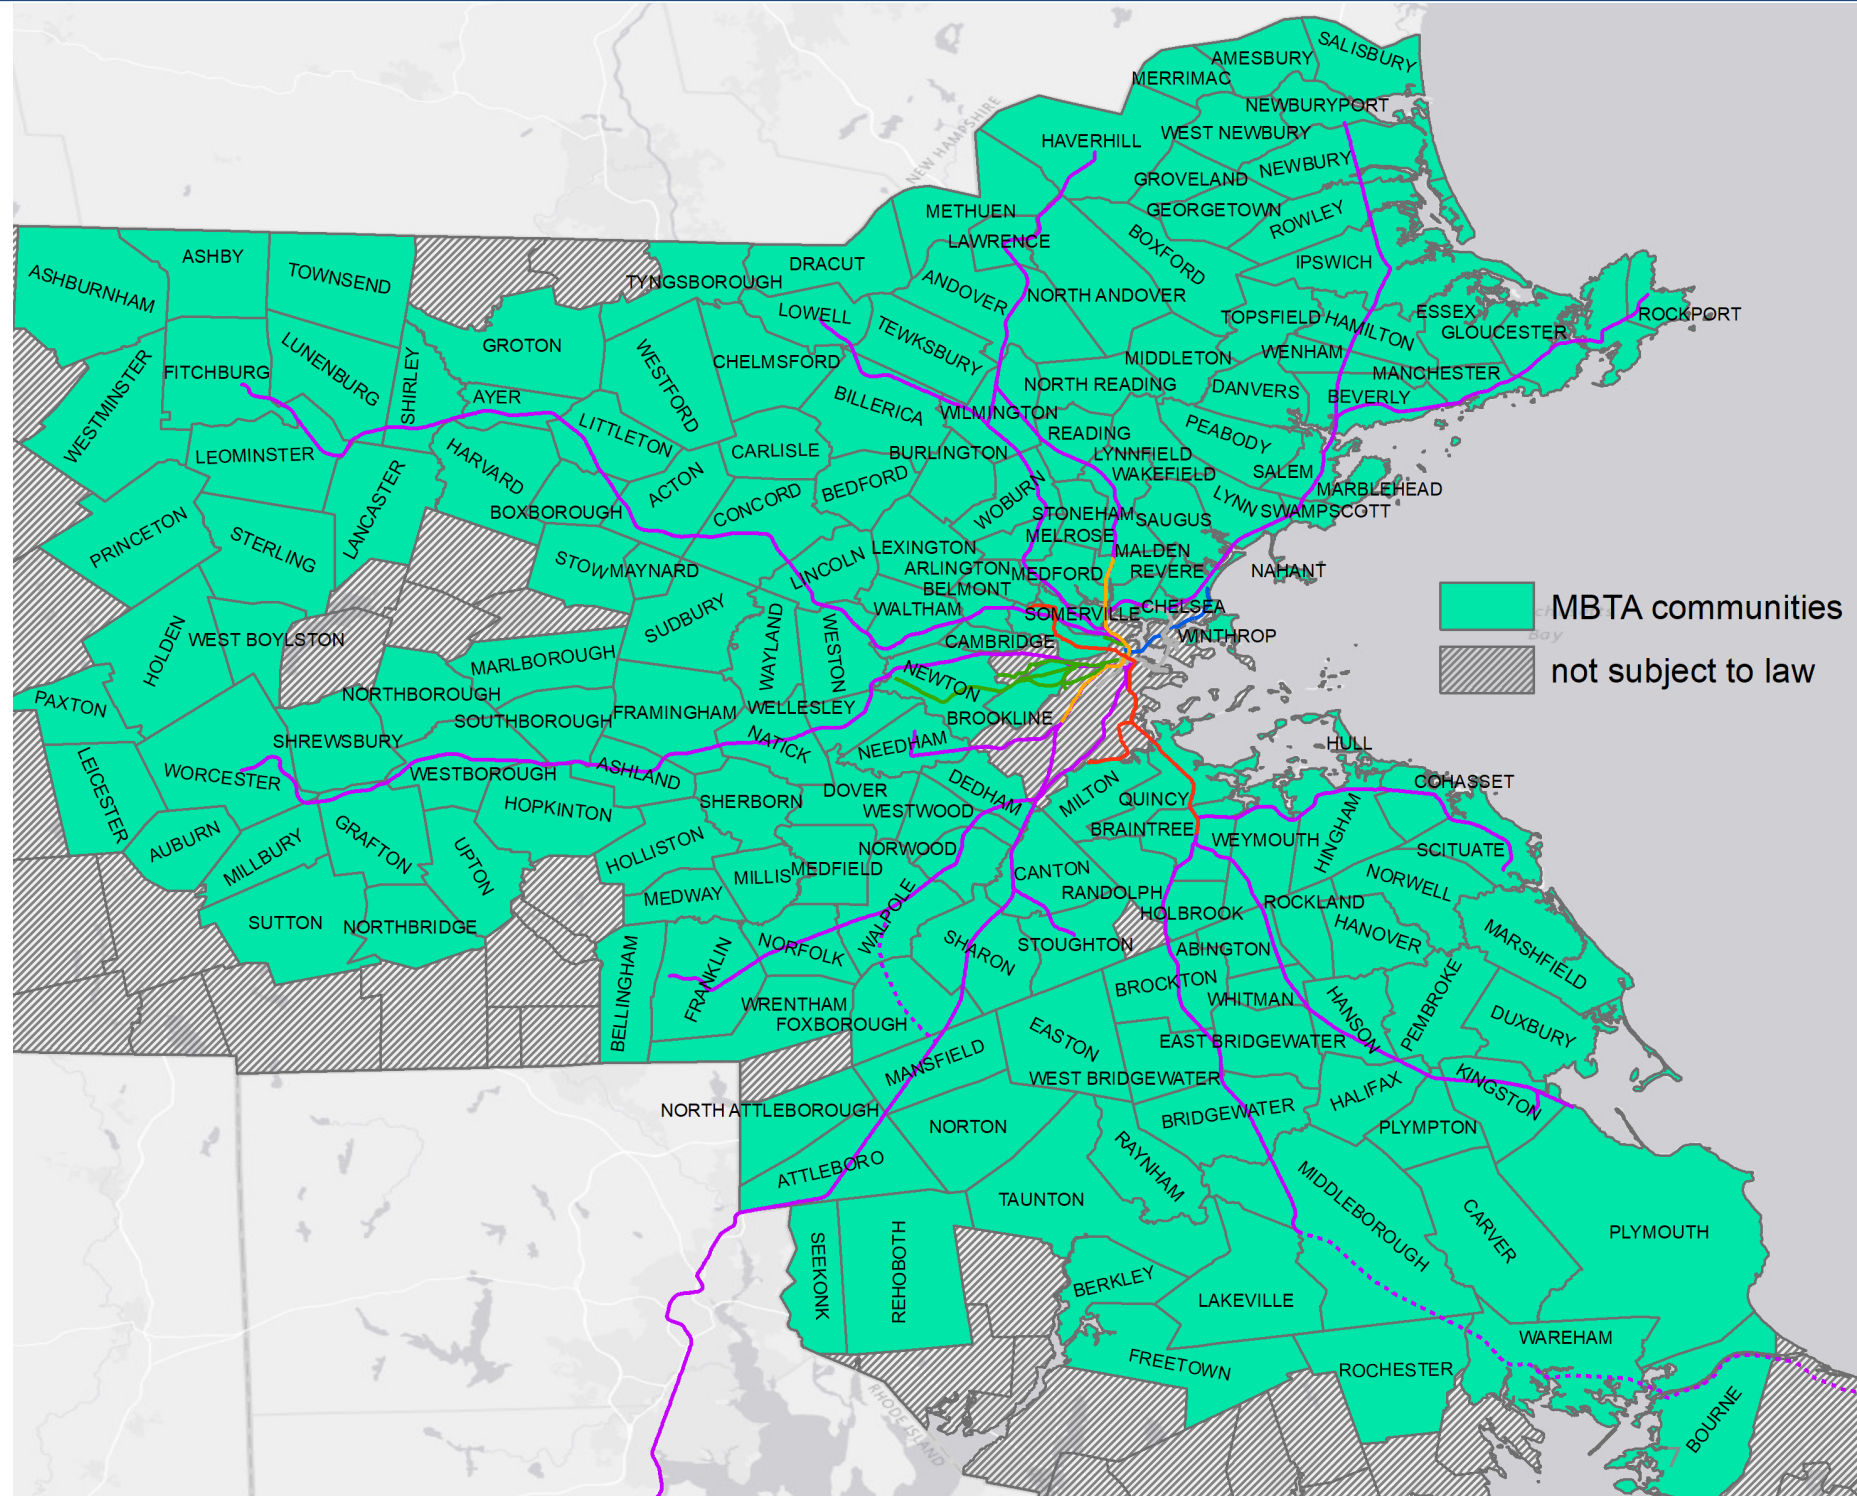 SALISBURY
AMESBURY
MERRIMAC
NEWBURYPORT
WEST NEWBURY
HAVERHILL
NEWBURY
GROVELAND
GEORGETOWN
ROWLEY
NEW HAMPSHIRE
METHUEN
LAWRENCE
BOXFORD
IPSWICH
ASHBY
TOWNSEND
ASHBURNHAM
TYNGSBOROUGH
DRACUT
ANDOVER
NORTH ANDOVER
TOPSFIELD
HAMILTON
ESSEX
GLOUCESTER
ROCKPORT
LOWELL
TEWKSBURY
GROTON
WESTFORD
CHELMSFORD
MIDDLETON
WENHAM
MANCHESTER
LUNENBURG
SHIRLEY
FITCHBURG
WESTMINSTER
AYER
BILLERICA
NORTH READING
DANVERS
BEVERLY
WILMINGTON
LITTLETON
READING
PEABODY
LEOMINSTER
HARVARD
CARLISLE
BURLINGTON
LYNNFIELD
WAKEFIELD
SALEM
LANCASTER
ACTON
BEDFORD
MARBLEHEAD
BOXBOROUGH
CONCORD
WOBURN
STONEHAM
SAUGUS
LYNN
SWAMPSCOTT
PRINCETON
STERLING
MELROSE
LEXINGTON
MALDEN
STOW
MAYNARD
LINCOLN
ARLINGTON
MEDFORD
REVERE
NAHANT
BELMONT
WALTHAM
SOMERVILLE
CHELSEA
MBTA communities
SUDBURY
WAYLAND
WESTON
CAMBRIDGE
WINTHROP
HOLDEN
WEST BOYLSTON
MARLBOROUGH
NEWTON
not subject to law
Bay
PAXTON
NORTHBOROUGH
SOUTHBOROUGH
FRAMINGHAM
WELLESLEY
BROOKLINE
SHREWSBURY
NATICK
NEEDHAM
HULL
LEICESTER
WORCESTER
WESTBOROUGH
ASHLAND
COHASSET
DOVER
DEDHAM
MILTON
QUINCY
HOPKINTON
SHERBORN
WESTWOOD
BRAINTREE
WEYMOUTH
HINGHAM
AUBURN
MILLBURY
GRAFTON
UPTON
HOLLISTON
NORWOOD
SCITUATE
MILLIS
MEDFIELD
CANTON
NORWELL
MEDWAY
RANDOLPH
ROCKLAND
SUTTON
NORTHBRIDGE
WALPOLE
HOLBROOK
HANOVER
MARSHFIELD
NORFOLK
SHARON
STOUGHTON
ABINGTON
BELLINGHAM
FRANKLIN
BROCKTON
WHITMAN
PEMBROKE
WRENTHAM
FOXBOROUGH
HANSON
DUXBURY
EASTON
EAST BRIDGEWATER
MANSFIELD
WEST BRIDGEWATER
HALIFAX
KINGSTON
NORTH ATTLEBOROUGH
NORTON
BRIDGEWATER
PLYMPTON
ATTLEBORO
RAYNHAM
TAUNTON
MIDDLEBOROUGH
CARVER
PLYMOUTH
SEEKONK
REHOBOTH
BERKLEY
LAKEVILLE
WAREHAM
FREETOWN
ROCHESTER
BOURNE
RHODE ISLAND